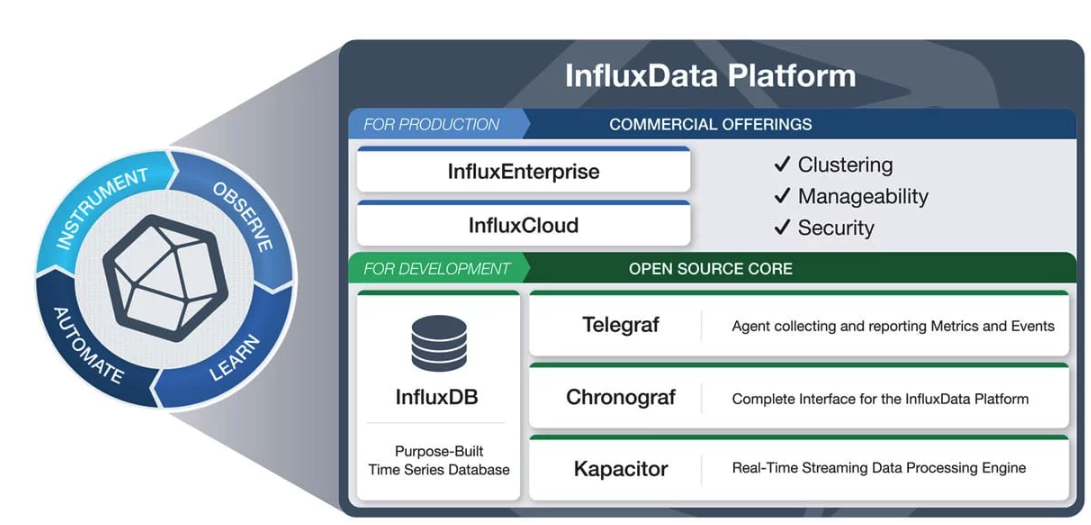 InfluxData Platform
FOR PRODUCTION
COMMERCIAL OFFERINGS
InfluxEnterprise
InfluxCloud
✓ Clustering
✓ Manageability
✓ Security
FOR DEVELOPMENT
OPEN SOURCE CORE
InfluxDB
Purpose-Built
Time Series Database
Telegraf
Agent collecting and reporting Metrics and Events
Chronograf
Complete Interface for the InfluxData Platform
Kapacitor
Real-Time Streaming Data Processing Engine
INSTRUMENT
OBSERVE
LEARN
AUTOMATE